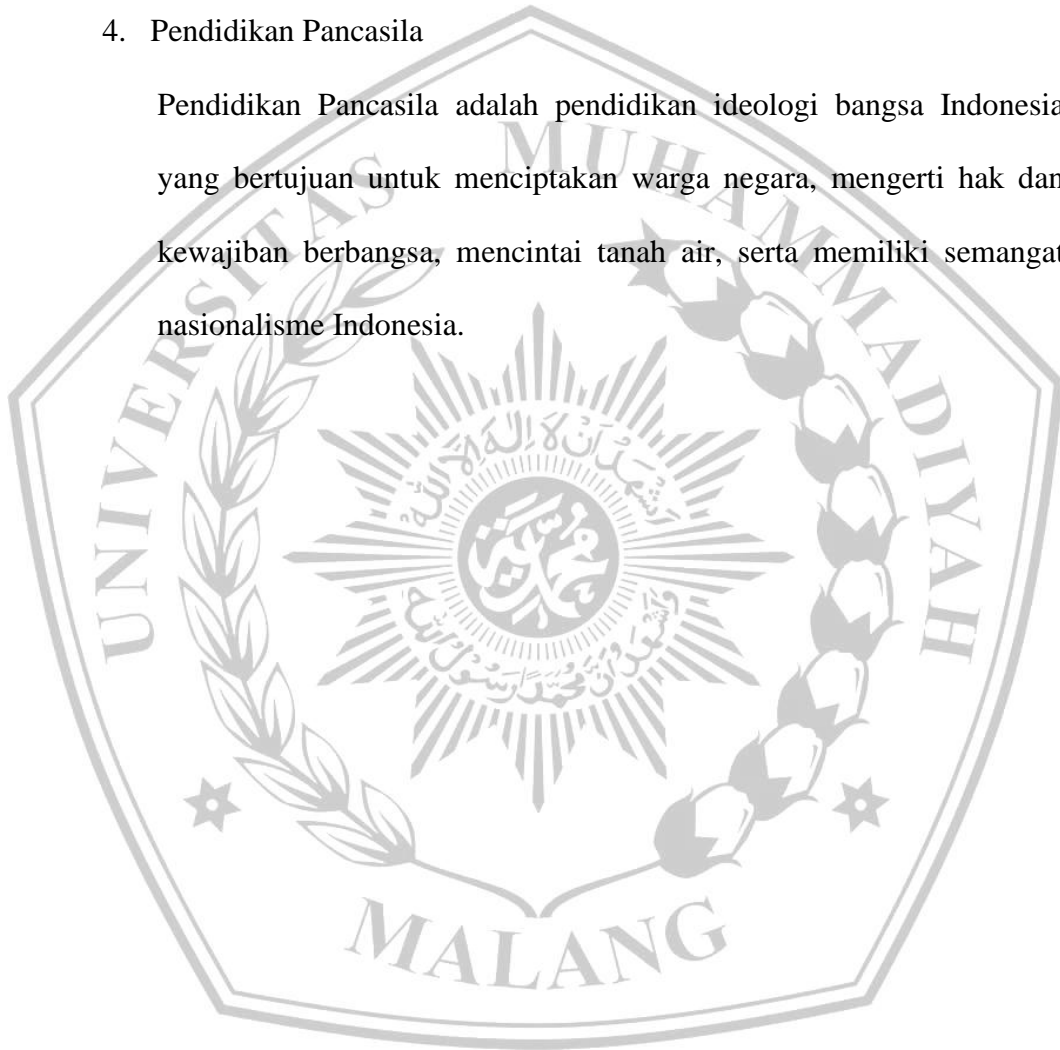 4. Pendidikan Pancasila
Pendidikan Pancasila adalah pendidikan ideologi bangsa Indonesia
yang bertujuan untuk menciptakan warga negara, mengerti hak dan
kewajiban berbangsa, mencintai tanah air, serta memiliki semangat
nasionalisme Indonesia.
UNIVERSITAS MUHAMMADIYAH
MALANG